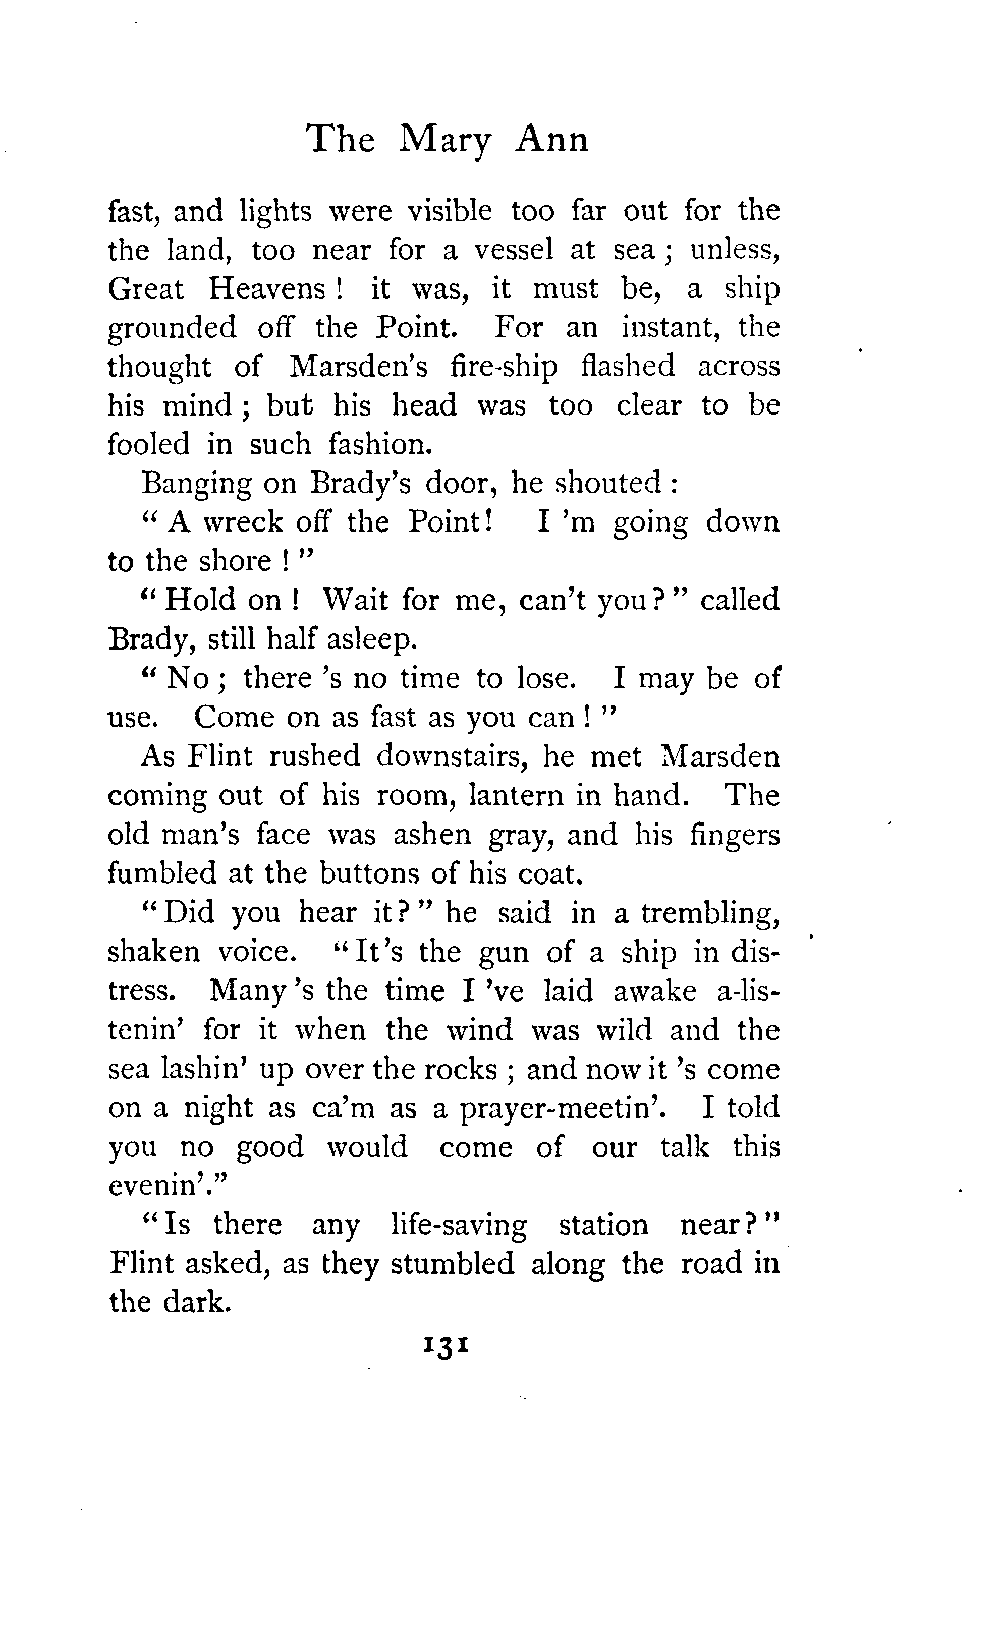 The Mary Ann
fast, and lights were visible too far out for the
the land, too near for a vessel at sea ; unless,
Great Heavens ! it was, it must be, a ship
grounded off the Point. For an instant, the
thought of Marsden's fire-ship flashed across
his mind ; but his head was too clear to be
fooled in such fashion.
Banging on Brady's door, he shouted :
“ A wreck off the Point! I 'm going down
to the shore ! ”
“ Hold on ! Wait for me, can't you ? ” called
Brady, still half asleep.
“ No ; there 's no time to lose. I may be of
use. Come on as fast as you can ! ”
As Flint rushed downstairs, he met Marsden
coming out of his room, lantern in hand. The
old man's face was ashen gray, and his fingers
fumbled at the buttons of his coat.
“ Did you hear it? ” he said in a trembling,
shaken voice. “ It 's the gun of a ship in dis-
tress. Many 's the time I 've laid awake a-lis-
tenin' for it when the wind was wild and the
sea lashin' up over the rocks ; and now it 's come
on a night as ca'm as a prayer-meetin'. I told
you no good would come of our talk this
evenin'.”
“ Is there any life-saving station near? ”
Flint asked, as they stumbled along the road in
the dark.
131